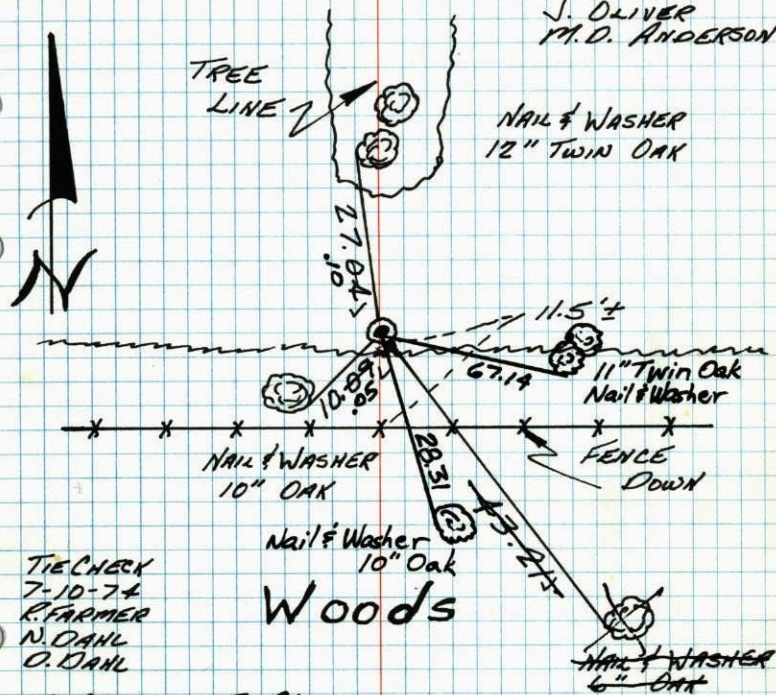 J. OLIVER
M.D. ANDERSON
TREE
LINE
NAIL & WASHER
12" TWIN OAK
N
27.04
.10
11.5'±
67.14
11" Twin Oak
Nail & Washer
10.09
.05
NAIL & WASHER
10" OAK
28.31
FENCE
DOWN
43.21
Nail & Washer
10" Oak
Woods
TIE CHECK
7-10-74
R. FARMER
N. DAHL
D. DAHL
NAIL & WASHER
6" OAK